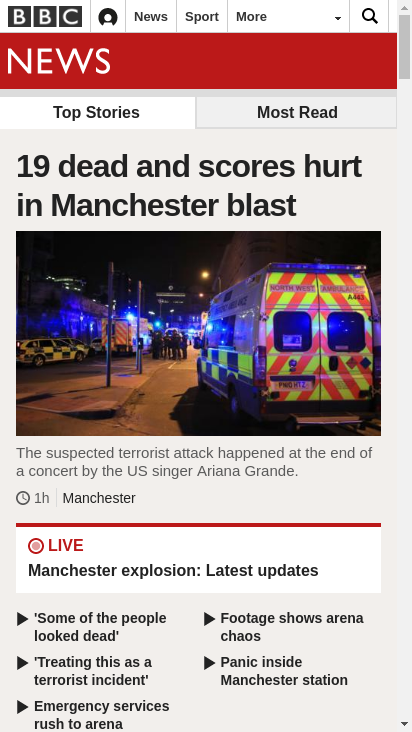 BBC News Sport More
NEWS
Top Stories Most Read
19 dead and scores hurt
in Manchester blast
NORTH WEST AMBULANCE
A443
The suspected terrorist attack happened at the end of
a concert by the US singer Ariana Grande.
1h Manchester
LIVE
Manchester explosion: Latest updates
'Some of the people
looked dead'
Footage shows arena
chaos
'Treating this as a
terrorist incident'
Panic inside
Manchester station
Emergency services
rush to arena